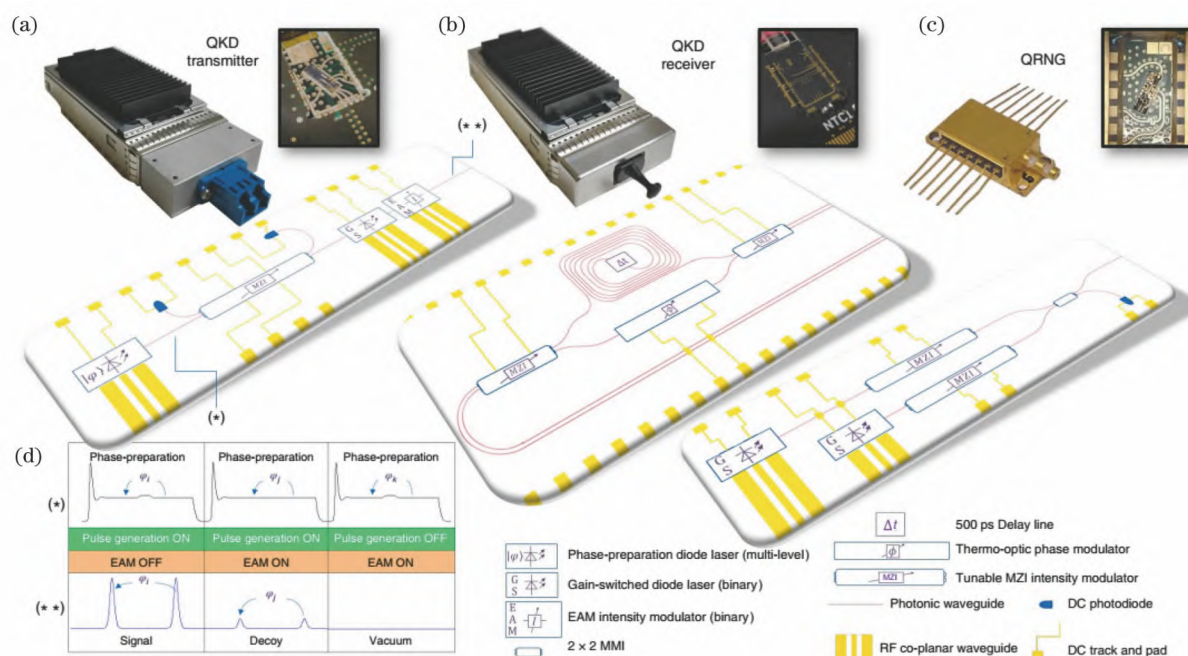 (a)
QKD
transmitter
(b)
QKD
receiver
(c)
QRNG
NTCL
(**)
E
A
M
I
G
S
MZI
|φ⟩
(*)
MZI
Δt
ϕ
MZI
MZI
MZI
G
S
G
S
(d)
Phase-preparation Phase-preparation Phase-preparation
φi φj φk
(*)
Pulse generation ON Pulse generation ON Pulse generation OFF
EAM OFF EAM ON EAM ON
φi φj
(**)
Signal Decoy Vacuum
|φ⟩ Phase-preparation diode laser (multi-level)
G
S Gain-switched diode laser (binary)
E
A
M I EAM intensity modulator (binary)
2 × 2 MMI
Δt 500 ps Delay line
ϕ Thermo-optic phase modulator
MZI Tunable MZI intensity modulator
Photonic waveguide DC photodiode
RF co-planar waveguide DC track and pad